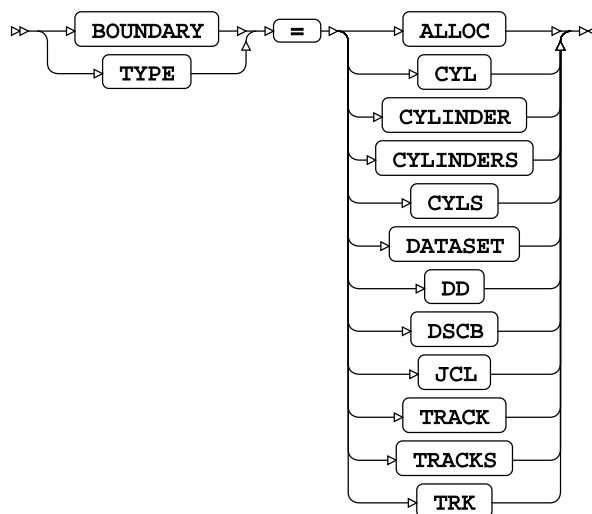 BOUNDARY = ALLOC
TYPE CYL
CYLINDER
CYLINDERS
CYLS
DATASET
DD
DSCB
JCL
TRACK
TRACKS
TRK